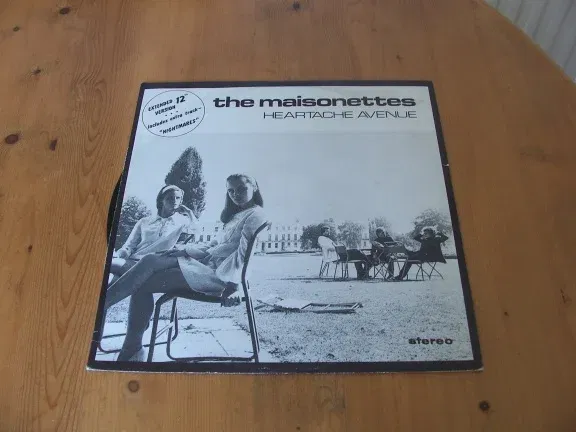 EXTENDED 12"
VERSION
includes extra track—
"NIGHTMARES"
the maisonettes
HEARTACHE AVENUE
stereo